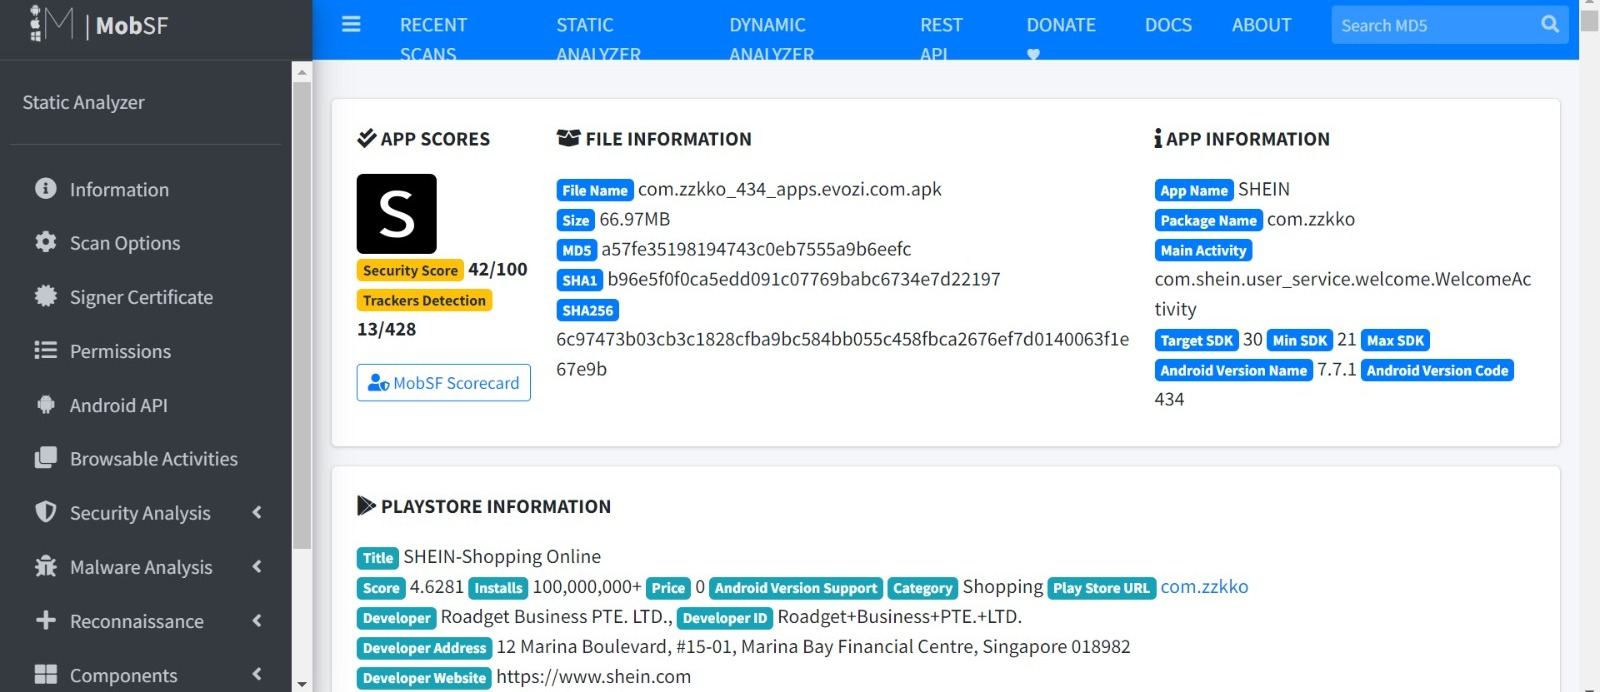 M | MobSF
RECENT SCANS
STATIC ANALYZER
DYNAMIC ANALYZER
REST API
DONATE ♥
DOCS
ABOUT
Search MD5
Static Analyzer
Information
Scan Options
Signer Certificate
Permissions
Android API
Browsable Activities
Security Analysis
Malware Analysis
Reconnaissance
Components
APP SCORES
S
Security Score 42/100
Trackers Detection
13/428
MobSF Scorecard
FILE INFORMATION
File Name com.zzkko_434_apps.evozi.com.apk
Size 66.97MB
MD5 a57fe35198194743c0eb7555a9b6eefc
SHA1 b96e5f0f0ca5edd091c07769babc6734e7d22197
SHA256
6c97473b03cb3c1828cfba9bc584bb055c458fbca2676ef7d0140063f1e
67e9b
APP INFORMATION
App Name SHEIN
Package Name com.zzkko
Main Activity
com.shein.user_service.welcome.WelcomeAc
tivity
Target SDK 30 Min SDK 21 Max SDK
Android Version Name 7.7.1 Android Version Code
434
PLAYSTORE INFORMATION
Title SHEIN-Shopping Online
Score 4.6281 Installs 100,000,000+ Price 0 Android Version Support Category Shopping Play Store URL com.zzkko
Developer Roadget Business PTE. LTD., Developer ID Roadget+Business+PTE.+LTD.
Developer Address 12 Marina Boulevard, #15-01, Marina Bay Financial Centre, Singapore 018982
Developer Website https://www.shein.com